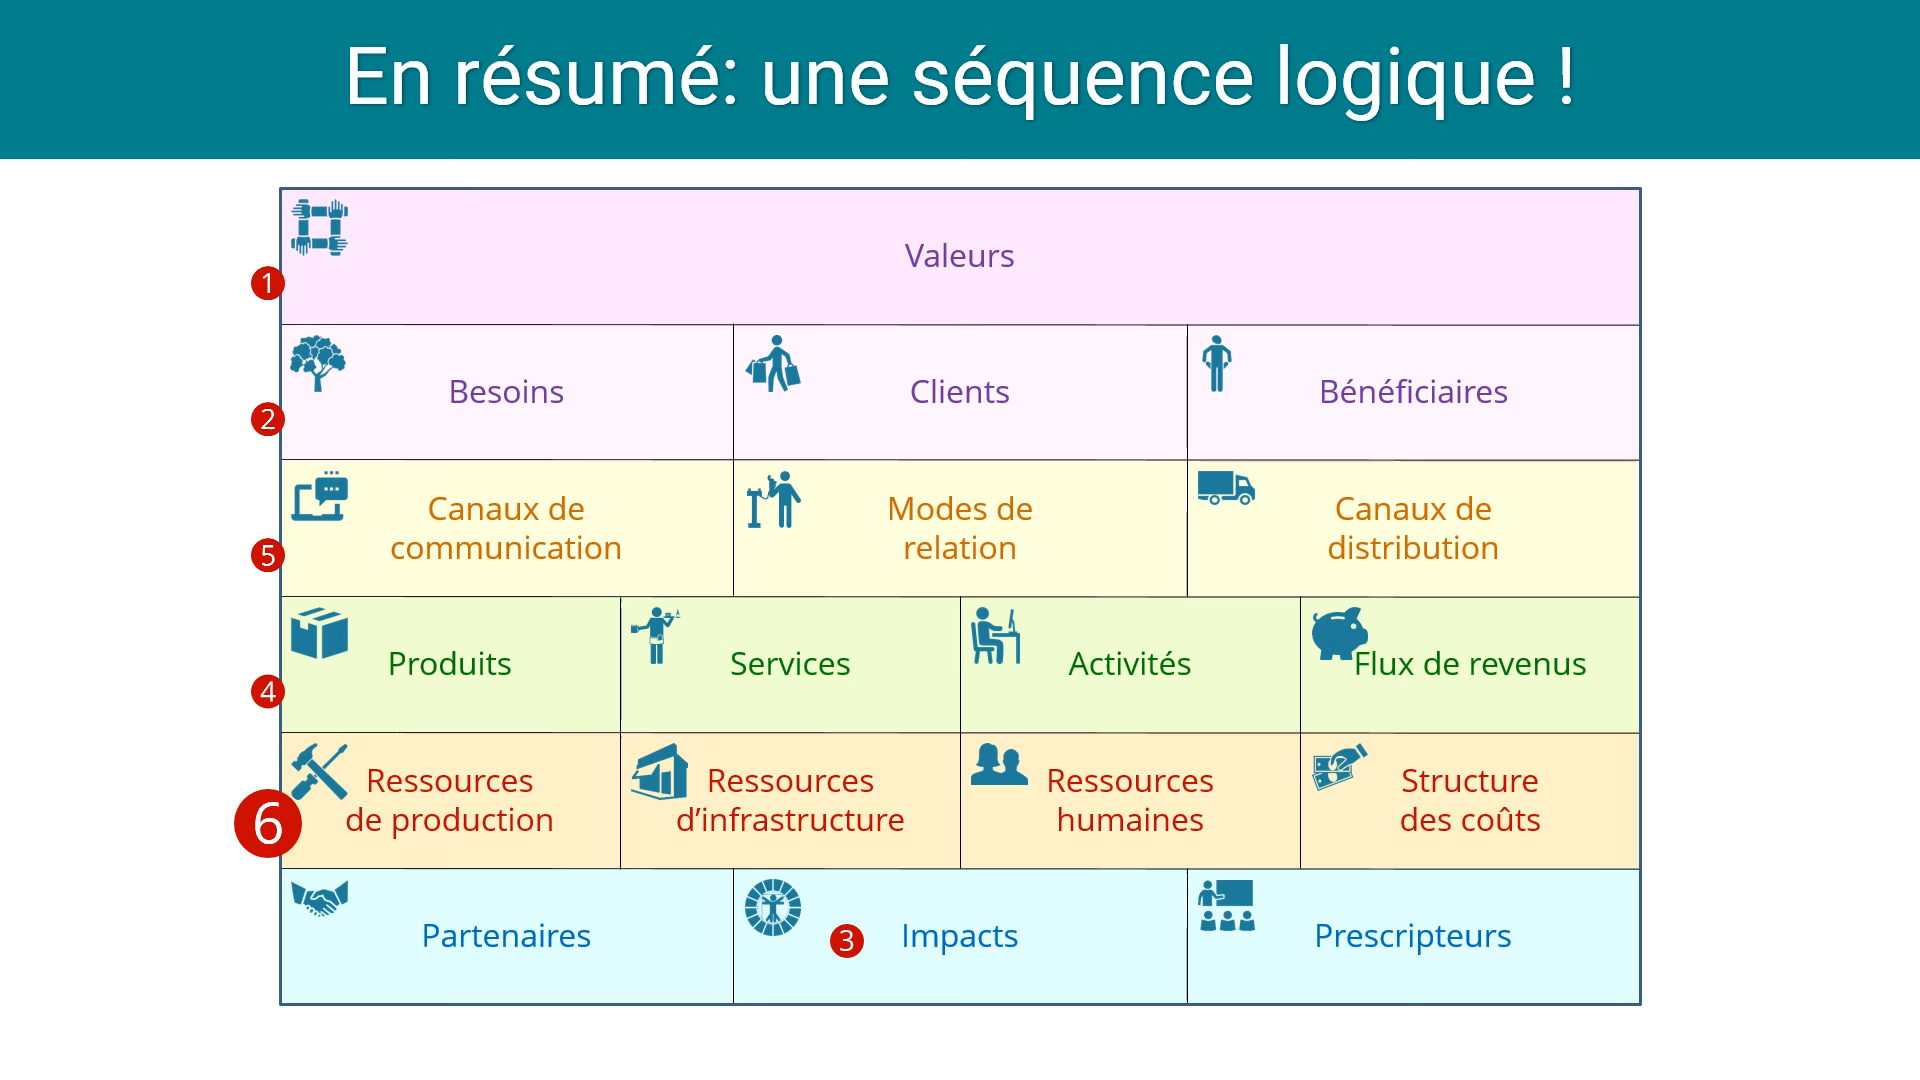 En résumé: une séquence logique !
Valeurs
1
Besoins
Clients
Bénéficiaires
2
Canaux de
communication
Modes de
relation
Canaux de
distribution
5
Produits
Services
Activités
Flux de revenus
4
Ressources
de production
Ressources
d’infrastructure
Ressources
humaines
Structure
des coûts
6
Partenaires
3
Impacts
Prescripteurs